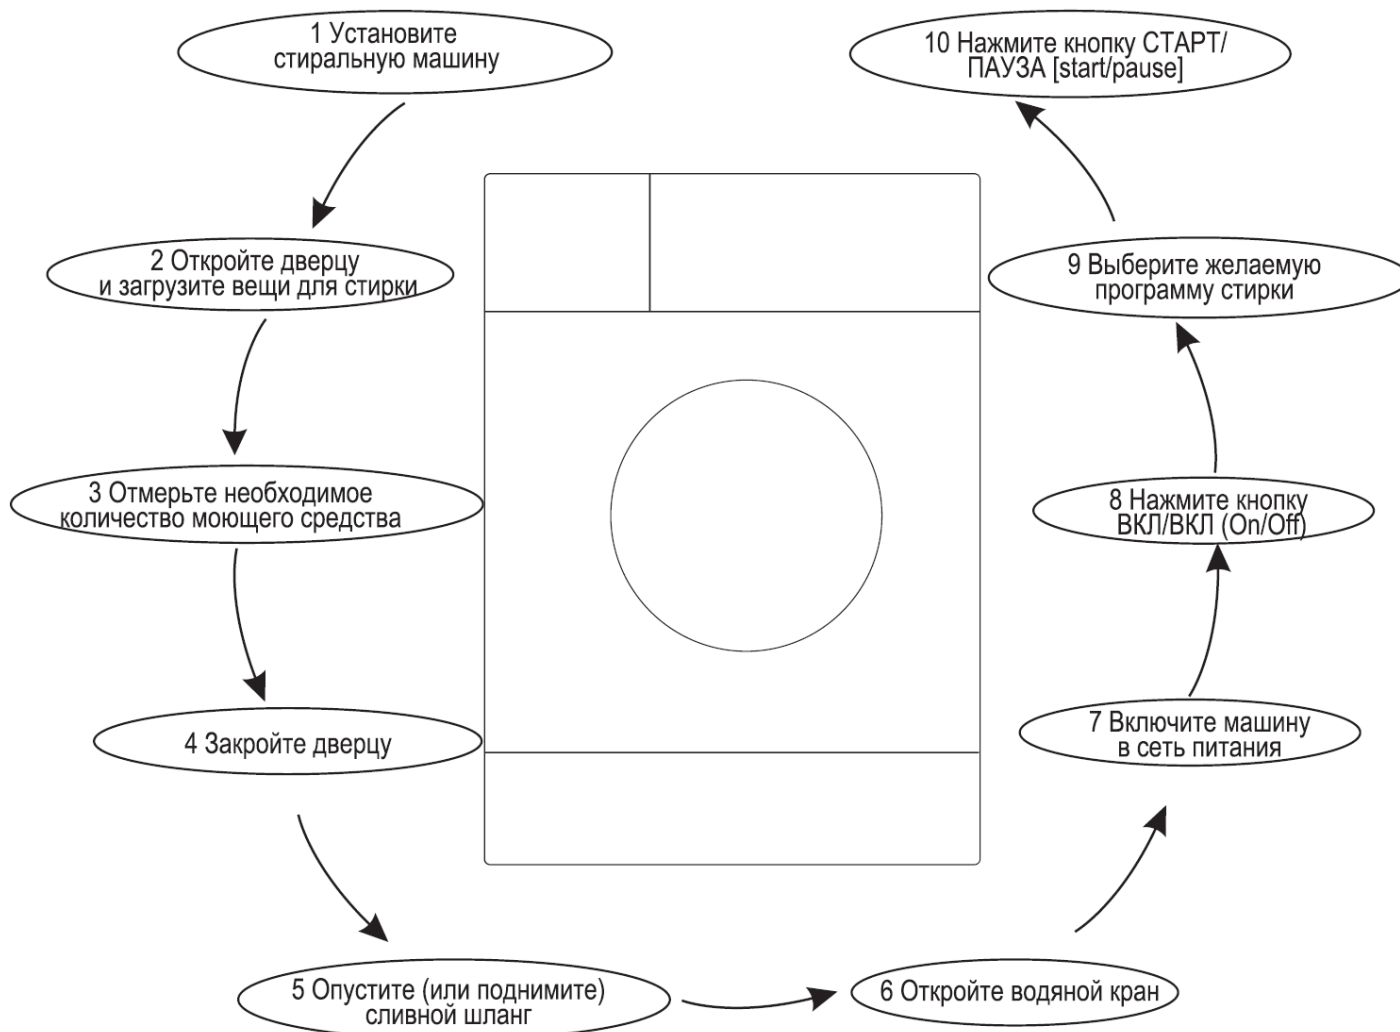 1 Установите
стиральную машину
2 Откройте дверцу
и загрузите вещи для стирки
3 Отмерьте необходимое
количество моющего средства
4 Закройте дверцу
5 Опустите (или поднимите)
сливной шланг
6 Откройте водяной кран
7 Включите машину
в сеть питания
8 Нажмите кнопку
ВКЛ/ВКЛ (On/Off)
9 Выберите желаемую
программу стирки
10 Нажмите кнопку СТАРТ/
ПАУЗА [start/pause]